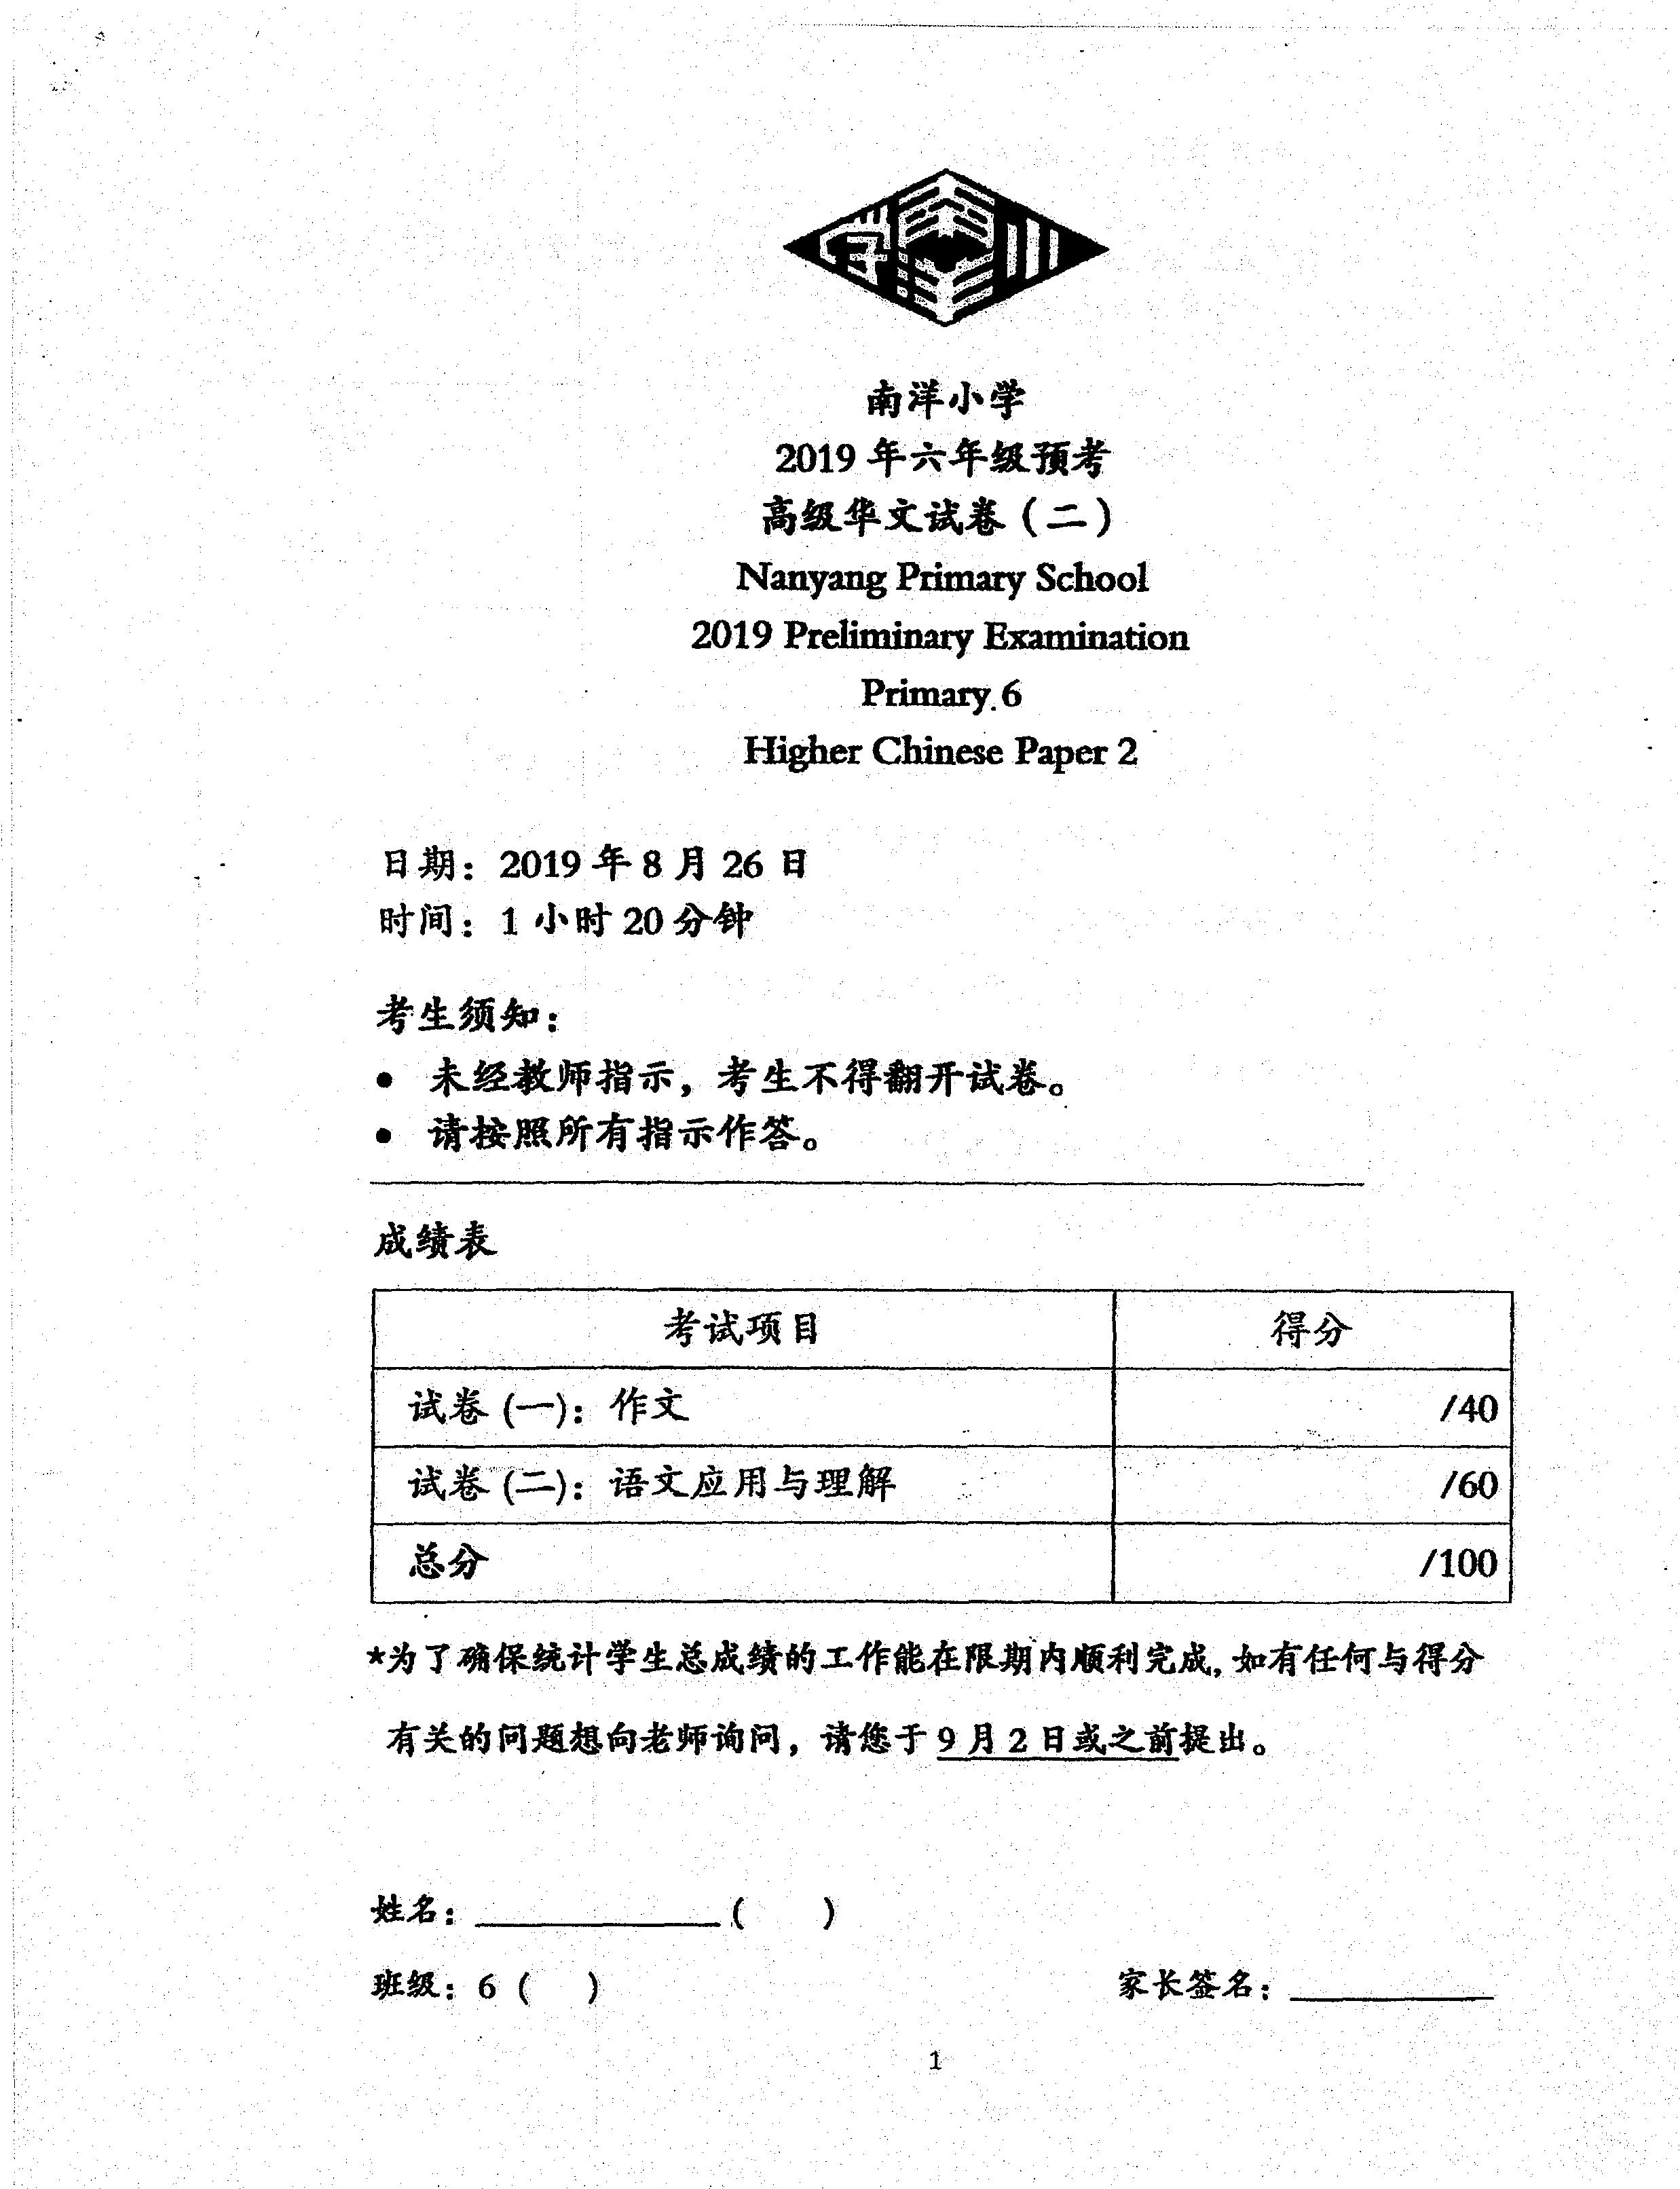 南洋小学
2019 年六年级预考
高级华文试卷（二）
Nanyang Primary School
2019 Preliminary Examination
Primary 6
Higher Chinese Paper 2
日期：2019 年 8 月 26 日
时间：1 小时 20 分钟
考生须知：
● 未经教师指示，考生不得翻开试卷。
● 请按照所有指示作答。
成绩表
考试项目 得分
试卷 (一)：作文 /40
试卷 (二)：语文应用与理解 /60
总分 /100
*为了确保统计学生总成绩的工作能在限期内顺利完成, 如有任何与得分
有关的问题想向老师询问，请您于 9 月 2 日或之前提出。
姓名：____________ (    )
班级：6 (    ) 家长签名：__________
1